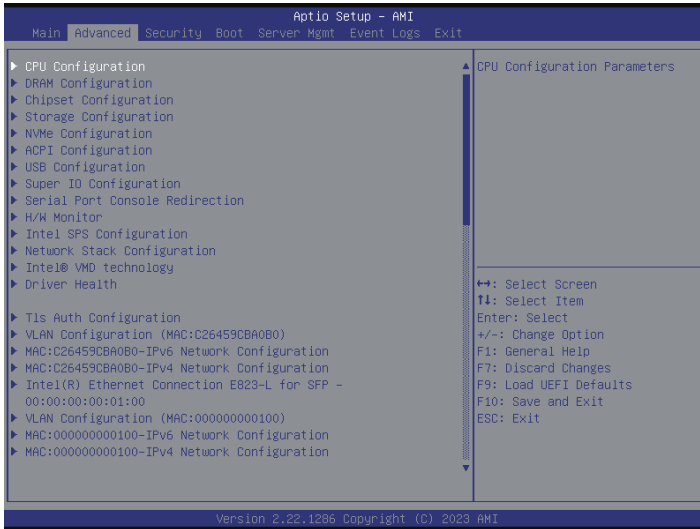 Aptio Setup - AMI
Main Advanced Security Boot Server Mgmt Event Logs Exit
CPU Configuration
DRAM Configuration
Chipset Configuration
Storage Configuration
NVMe Configuration
ACPI Configuration
USB Configuration
Super IO Configuration
Serial Port Console Redirection
H/W Monitor
Intel SPS Configuration
Network Stack Configuration
Intel® VMD technology
Driver Health
Tls Auth Configuration
VLAN Configuration (MAC:C26459CBA0B0)
MAC:C26459CBA0B0-IPv6 Network Configuration
MAC:C26459CBA0B0-IPv4 Network Configuration
Intel(R) Ethernet Connection E823-L for SFP -
00:00:00:00:01:00
VLAN Configuration (MAC:000000000100)
MAC:000000000100-IPv6 Network Configuration
MAC:000000000100-IPv4 Network Configuration
CPU Configuration Parameters
↔: Select Screen
↑↓: Select Item
Enter: Select
+/-: Change Option
F1: General Help
F7: Discard Changes
F9: Load UEFI Defaults
F10: Save and Exit
ESC: Exit
Version 2.22.1286 Copyright (C) 2023 AMI